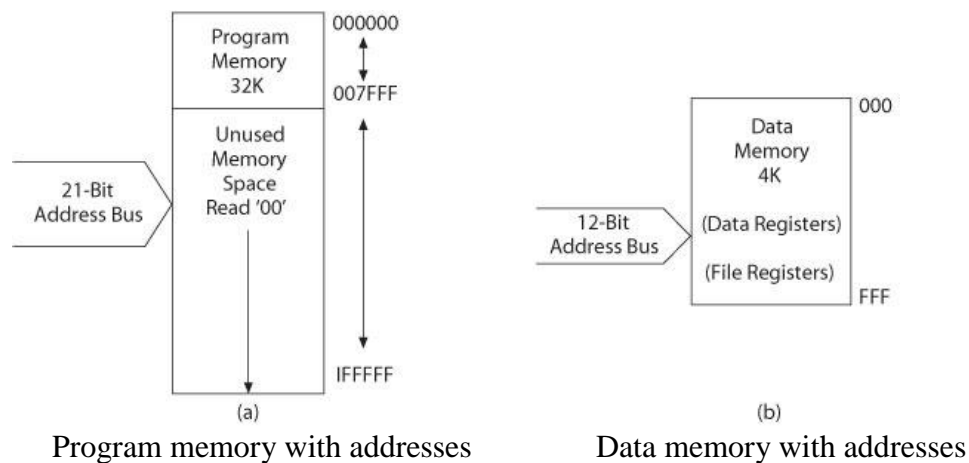 Program
Memory
32K
000000
007FFF
Unused
Memory
Space
Read '00'
21-Bit
Address Bus
IFFFFF
(a)
Program memory with addresses
000
Data
Memory
4K
(Data Registers)
(File Registers)
12-Bit
Address Bus
FFF
(b)
Data memory with addresses